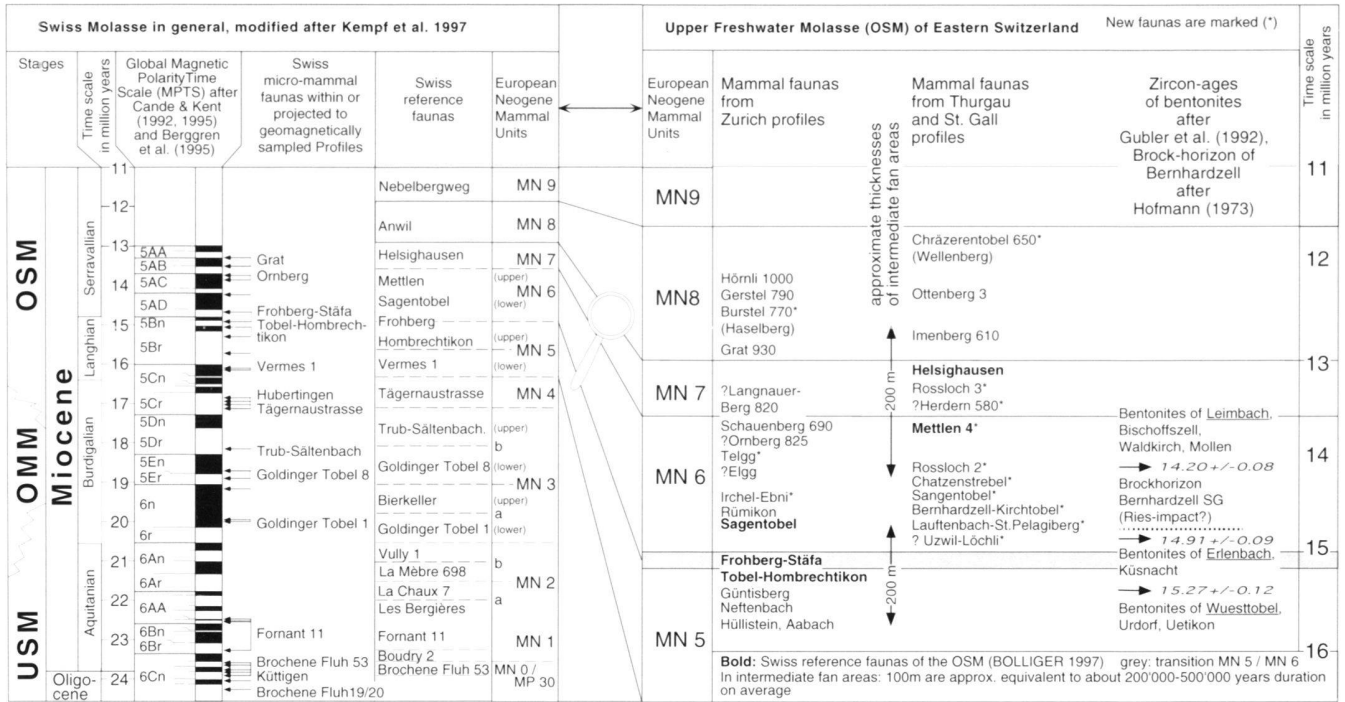 Swiss Molasse in general, modified after Kempf et al. 1997
Stages
Time scale
in million years
Global Magnetic
PolarityTime
Scale (MPTS) after
Cande & Kent
(1992, 1995)
and Berggren
et al. (1995)
Swiss
micro-mammal
faunas within or
projected to
geomagnetically
sampled Profiles
Swiss
reference
faunas
European
Neogene
Mammal
Units
OSM
OMM
USM
Miocene
Oligo-
cene
Serravallian
Langhian
Burdigalian
Aquitanian
11
12
13
14
15
16
17
18
19
20
21
22
23
24
5AA
5AB
5AC
5AD
5Bn
5Br
5Cn
5Cr
5Dn
5Dr
5En
5Er
6n
6r
6An
6Ar
6AA
6Bn
6Br
6Cn
Grat
Ornberg
Frohberg-Stäfa
Tobel-Hombrech-
tikon
Vermes 1
Hubertingen
Tägernaustrasse
Trub-Sältenbach
Goldinger Tobel 8
Goldinger Tobel 1
Fornant 11
Brochene Fluh 53
Küttigen
Brochene Fluh19/20
Nebelbergweg
Anwil
Helsighausen
Mettlen
Sagentobel
Frohberg
Hombrechtikon
Vermes 1
Tägernaustrasse
Trub-Sältenbach.
Goldinger Tobel 8
Bierkeller
Goldinger Tobel 1
Vully 1
La Mèbre 698
La Chaux 7
Les Bergières
Fornant 11
Boudry 2
Brochene Fluh 53
MN 9
MN 8
MN 7
(upper)
MN 6
(lower)
(upper)
MN 5
(lower)
MN 4
(upper)
b
(lower)
MN 3
(upper)
a
(lower)
b
MN 2
a
MN 1
MN 0 /
MP 30
Upper Freshwater Molasse (OSM) of Eastern Switzerland
New faunas are marked (*)
European
Neogene
Mammal
Units
Mammal faunas
from
Zurich profiles
approximate thicknesses
of intermediate fan areas
Mammal faunas
from Thurgau
and St. Gall
profiles
Zircon-ages
of bentonites
after
Gubler et al. (1992),
Brock-horizon of
Bernhardzell
after
Hofmann (1973)
Time scale
in million years
MN9
MN8
MN 7
MN 6
MN 5
Hörnli 1000
Gerstel 790
Burstel 770*
(Haselberg)
Grat 930
?Langnauer-
Berg 820
Schauenberg 690
?Ornberg 825
Telgg*
?Elgg
Irchel-Ebni*
Rümikon
Sagentobel
Frohberg-Stäfa
Tobel-Hombrechtikon
Güntisberg
Neftenbach
Hüllistein, Aabach
200 m
200 m
Chräzerentobel 650*
(Wellenberg)
Ottenberg 3
Imenberg 610
Helsighausen
Rossloch 3*
?Herdern 580*
Mettlen 4*
Rossloch 2*
Chatzenstrebel*
Sangentobel*
Bernhardzell-Kirchtobel*
Lauftenbach-St.Pelagiberg*
? Uzwil-Löchli*
Bentonites of Leimbach,
Bischoffszell,
Waldkirch, Mollen
14.20 +/-0.08
Brockhorizon
Bernhardzell SG
(Ries-impact?)
14.91 +/-0.09
Bentonites of Erlenbach,
Küsnacht
15.27 +/-0.12
Bentonites of Wuesttobel,
Urdorf, Uetikon
11
12
13
14
15
16
Bold: Swiss reference faunas of the OSM (BOLLIGER 1997) grey: transition MN 5 / MN 6
In intermediate fan areas: 100m are approx. equivalent to about 200'000-500'000 years duration
on average